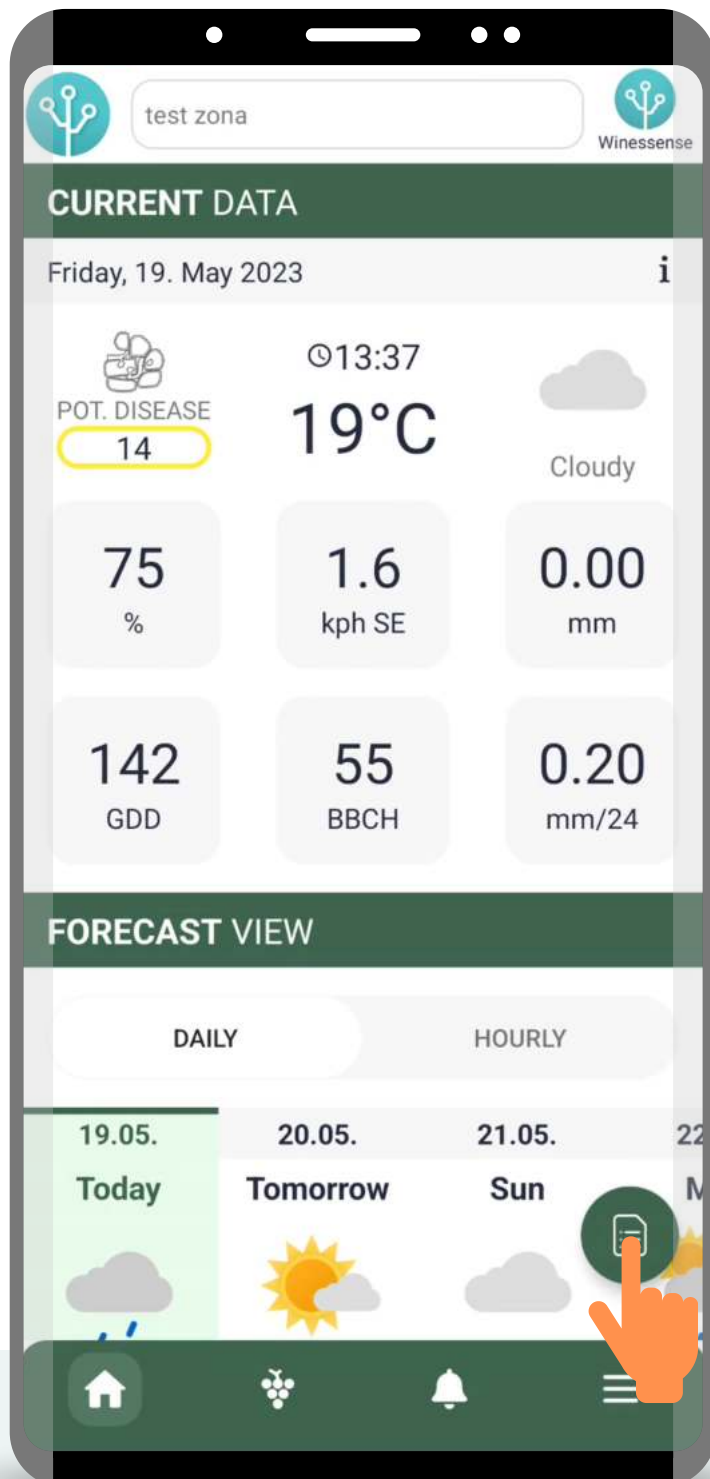 test zona
Winessense
CURRENT DATA
Friday, 19. May 2023 i
POT. DISEASE
14
13:37
19°C
Cloudy
75
%
1.6
kph SE
0.00
mm
142
GDD
55
BBCH
0.20
mm/24
FORECAST VIEW
DAILY HOURLY
19.05. 20.05. 21.05. 22
Today Tomorrow Sun M